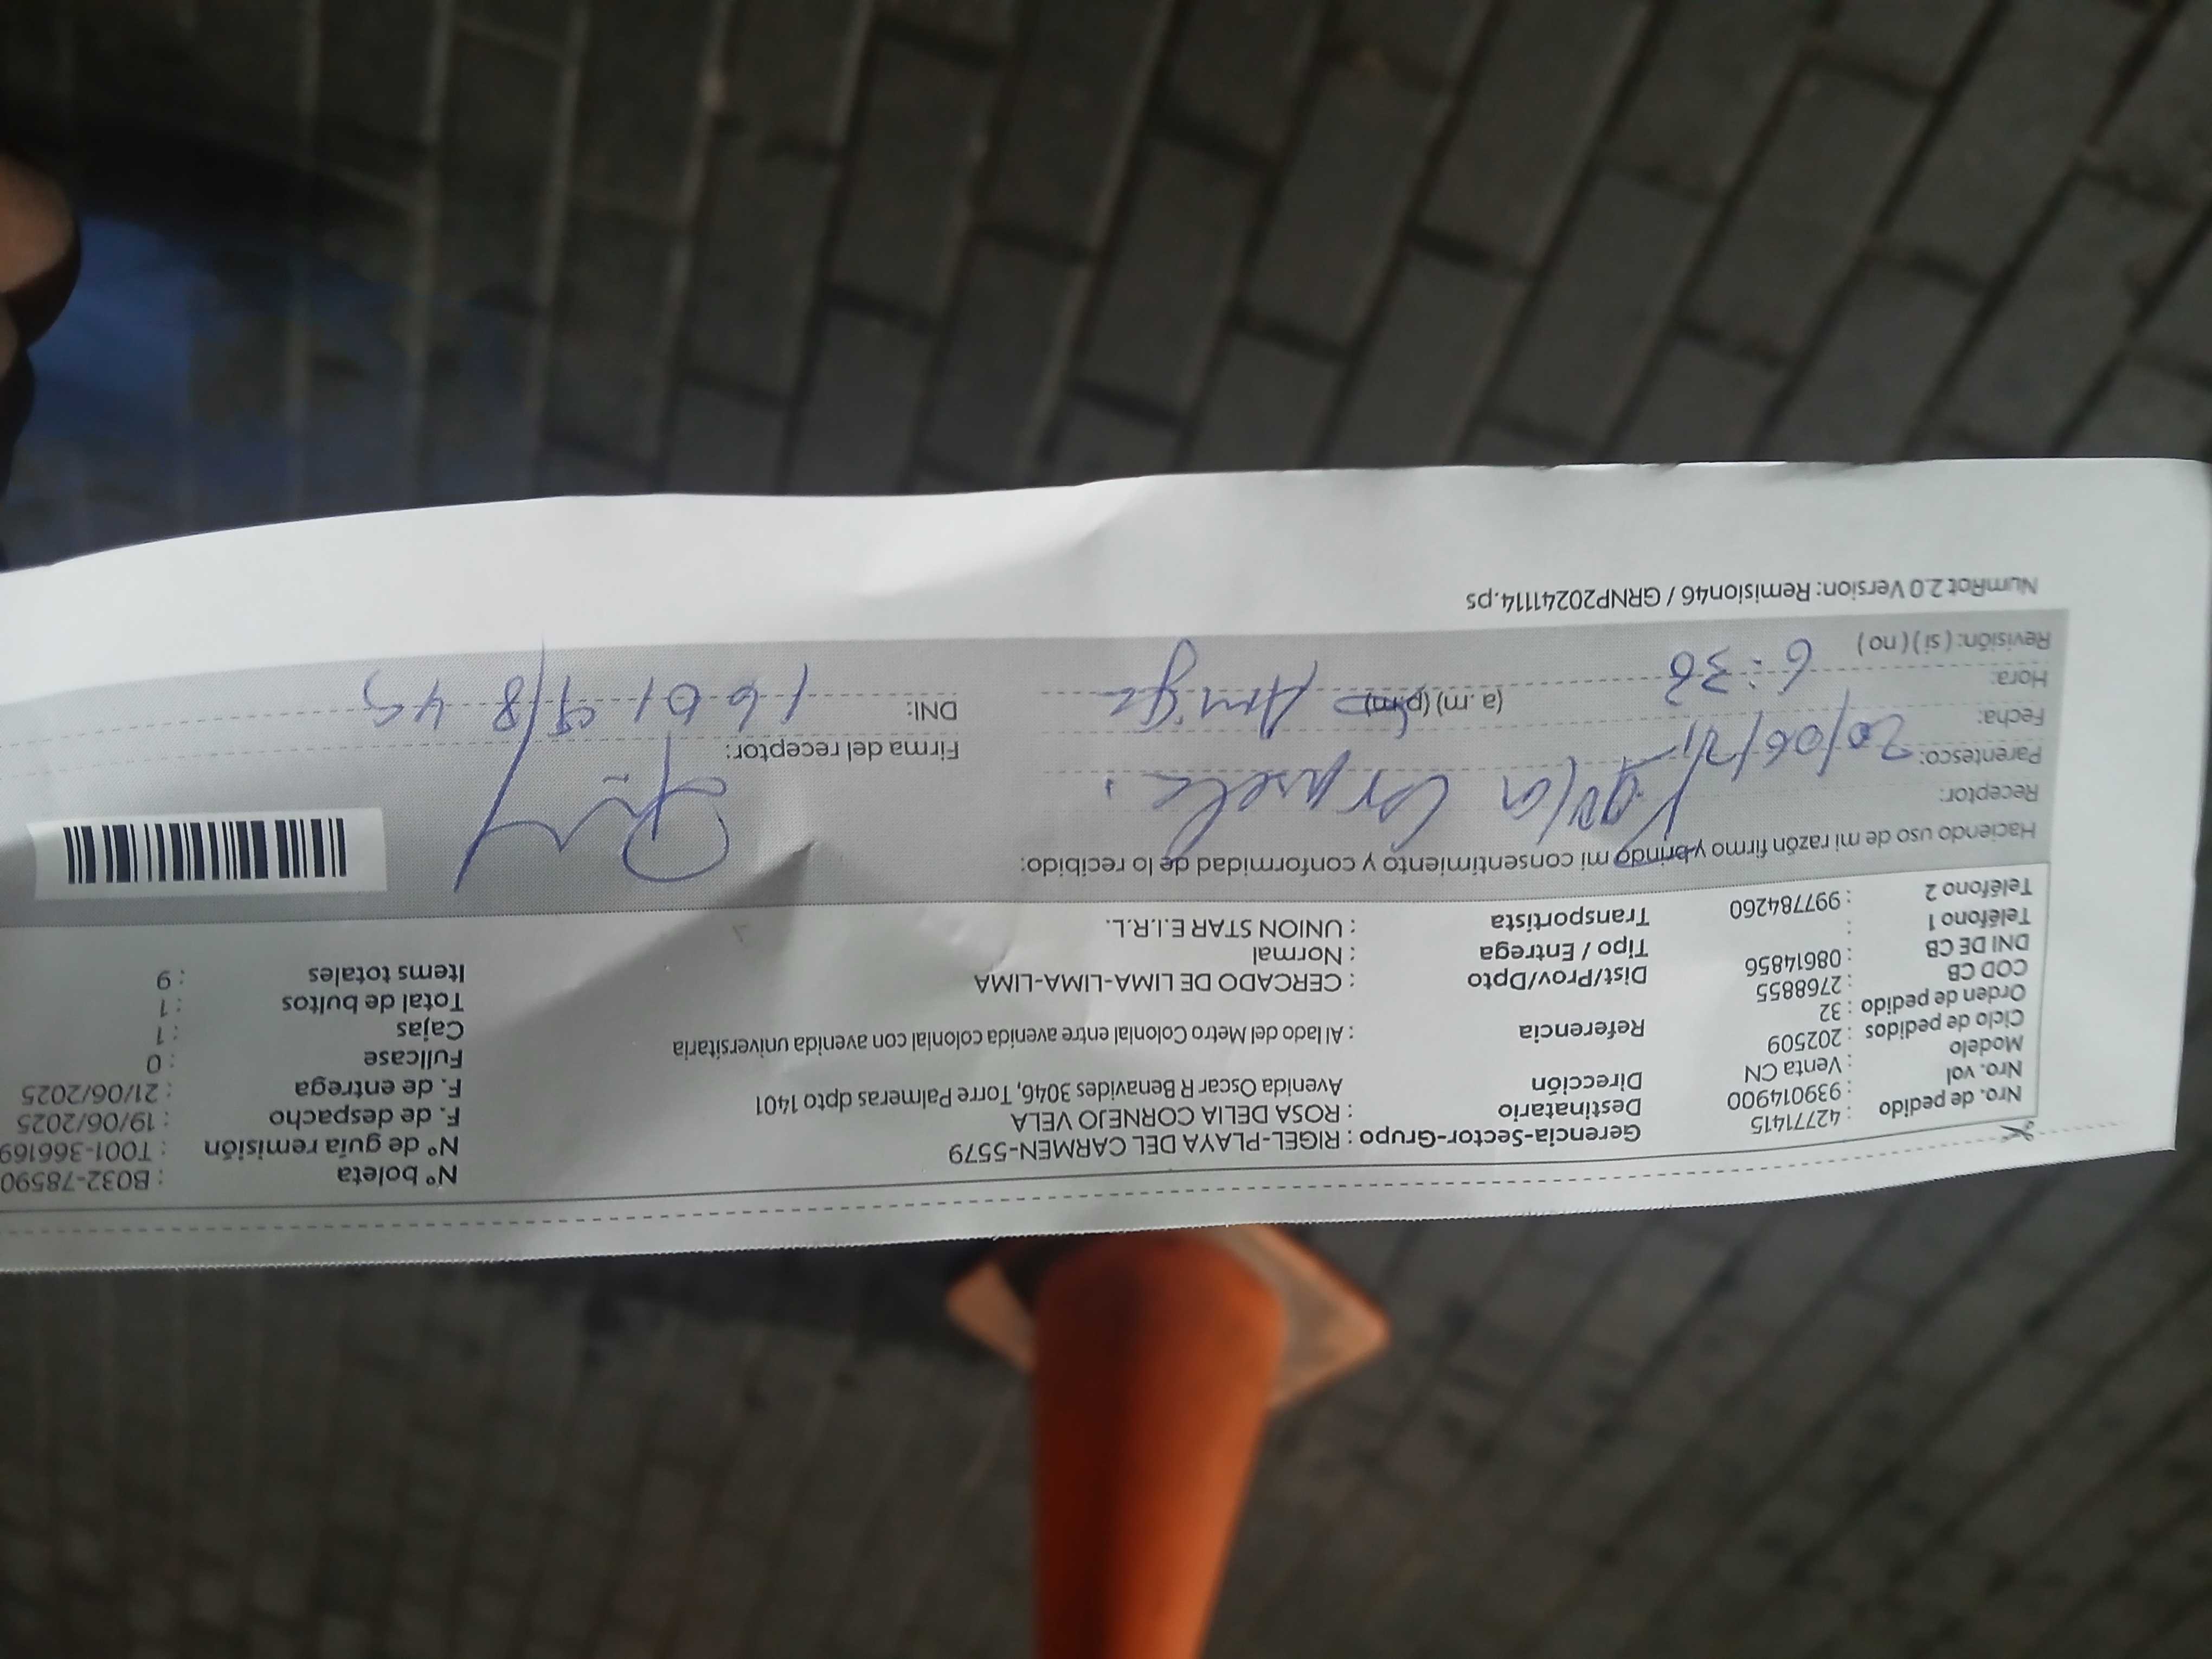 Nro. de pedido : 42771415
Nro. vol : 939014900
Modelo : Venta CN
Ciclo de pedidos : 202509
Orden de pedido : 32
COD CB : 2768855
DNI DE CB : 08614856
Teléfono 1 :
Teléfono 2 : 997784260
Gerencia-Sector-Grupo : RIGEL-PLAYA DEL CARMEN-5579
Destinatario : ROSA DELIA CORNEJO VELA
Dirección Avenida Oscar R Benavides 3046, Torre Palmeras dpto 1401
Referencia : Al lado del Metro Colonial entre avenida colonial con avenida universitaria
Dist/Prov/Dpto : CERCADO DE LIMA-LIMA-LIMA
Tipo / Entrega : Normal
Transportista : UNION STAR E.I.R.L.
N° boleta : B032-78590
N° de guía remisión : T001-366169
F. de despacho : 19/06/2025
F. de entrega : 21/06/2025
Fullcase : 0
Cajas : 1
Total de bultos : 1
Items totales : 9
Haciendo uso de mi razón firmo y brindo mi consentimiento y conformidad de lo recibido:
Receptor:
Parentesco:
Fecha: 20/06/
Hora: 6:38 (a.m) (p.m) Amiga
Revisión: ( si ) ( no )
Firma del receptor:
DNI:
NumRot 2.0 Version: Remision46 / GRNP20241114.ps